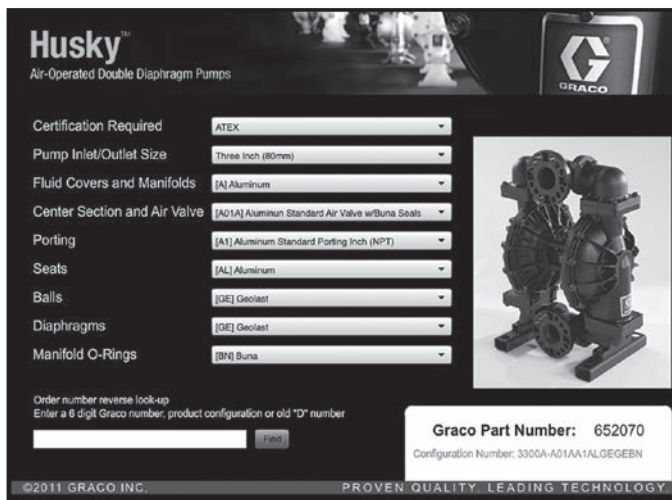 Husky™
Air-Operated Double Diaphragm Pumps
GRACO
Certification Required ATEX
Pump Inlet/Outlet Size Three Inch (80mm)
Fluid Covers and Manifolds [A] Aluminum
Center Section and Air Valve [A01A] Aluminun Standard Air Valve w/Buna Seals
Porting [A1] Aluminum Standard Porting Inch (NPT)
Seats [AL] Aluminum
Balls [GE] Geolast
Diaphragms [GE] Geolast
Manifold O-Rings [BN] Buna
Order number reverse look-up
Enter a 6 digit Graco number, product configuration or old "D" number
Find
Graco Part Number: 652070
Configuration Number: 3300A-A01AA1ALGEGEBN
©2011 GRACO INC. PROVEN QUALITY. LEADING TECHNOLOGY.